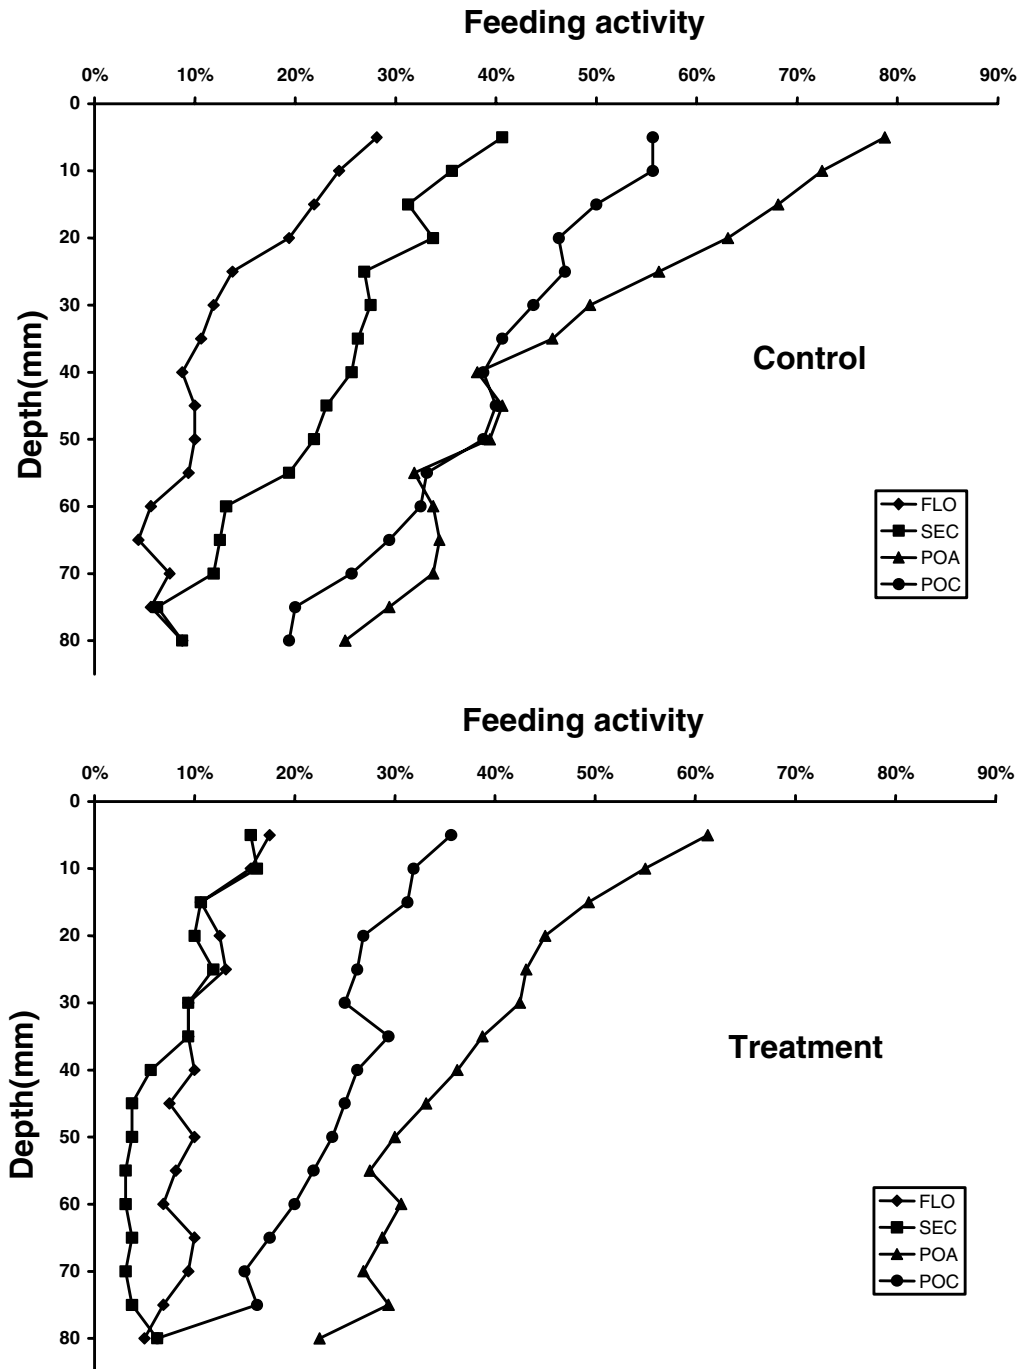 Feeding activity
0% 10% 20% 30% 40% 50% 60% 70% 80% 90%
0
10
20
30
40
50
60
70
80
Depth(mm)
Control
FLO
SEC
POA
POC
Feeding activity
0% 10% 20% 30% 40% 50% 60% 70% 80% 90%
0
10
20
30
40
50
60
70
80
Depth(mm)
Treatment
FLO
SEC
POA
POC